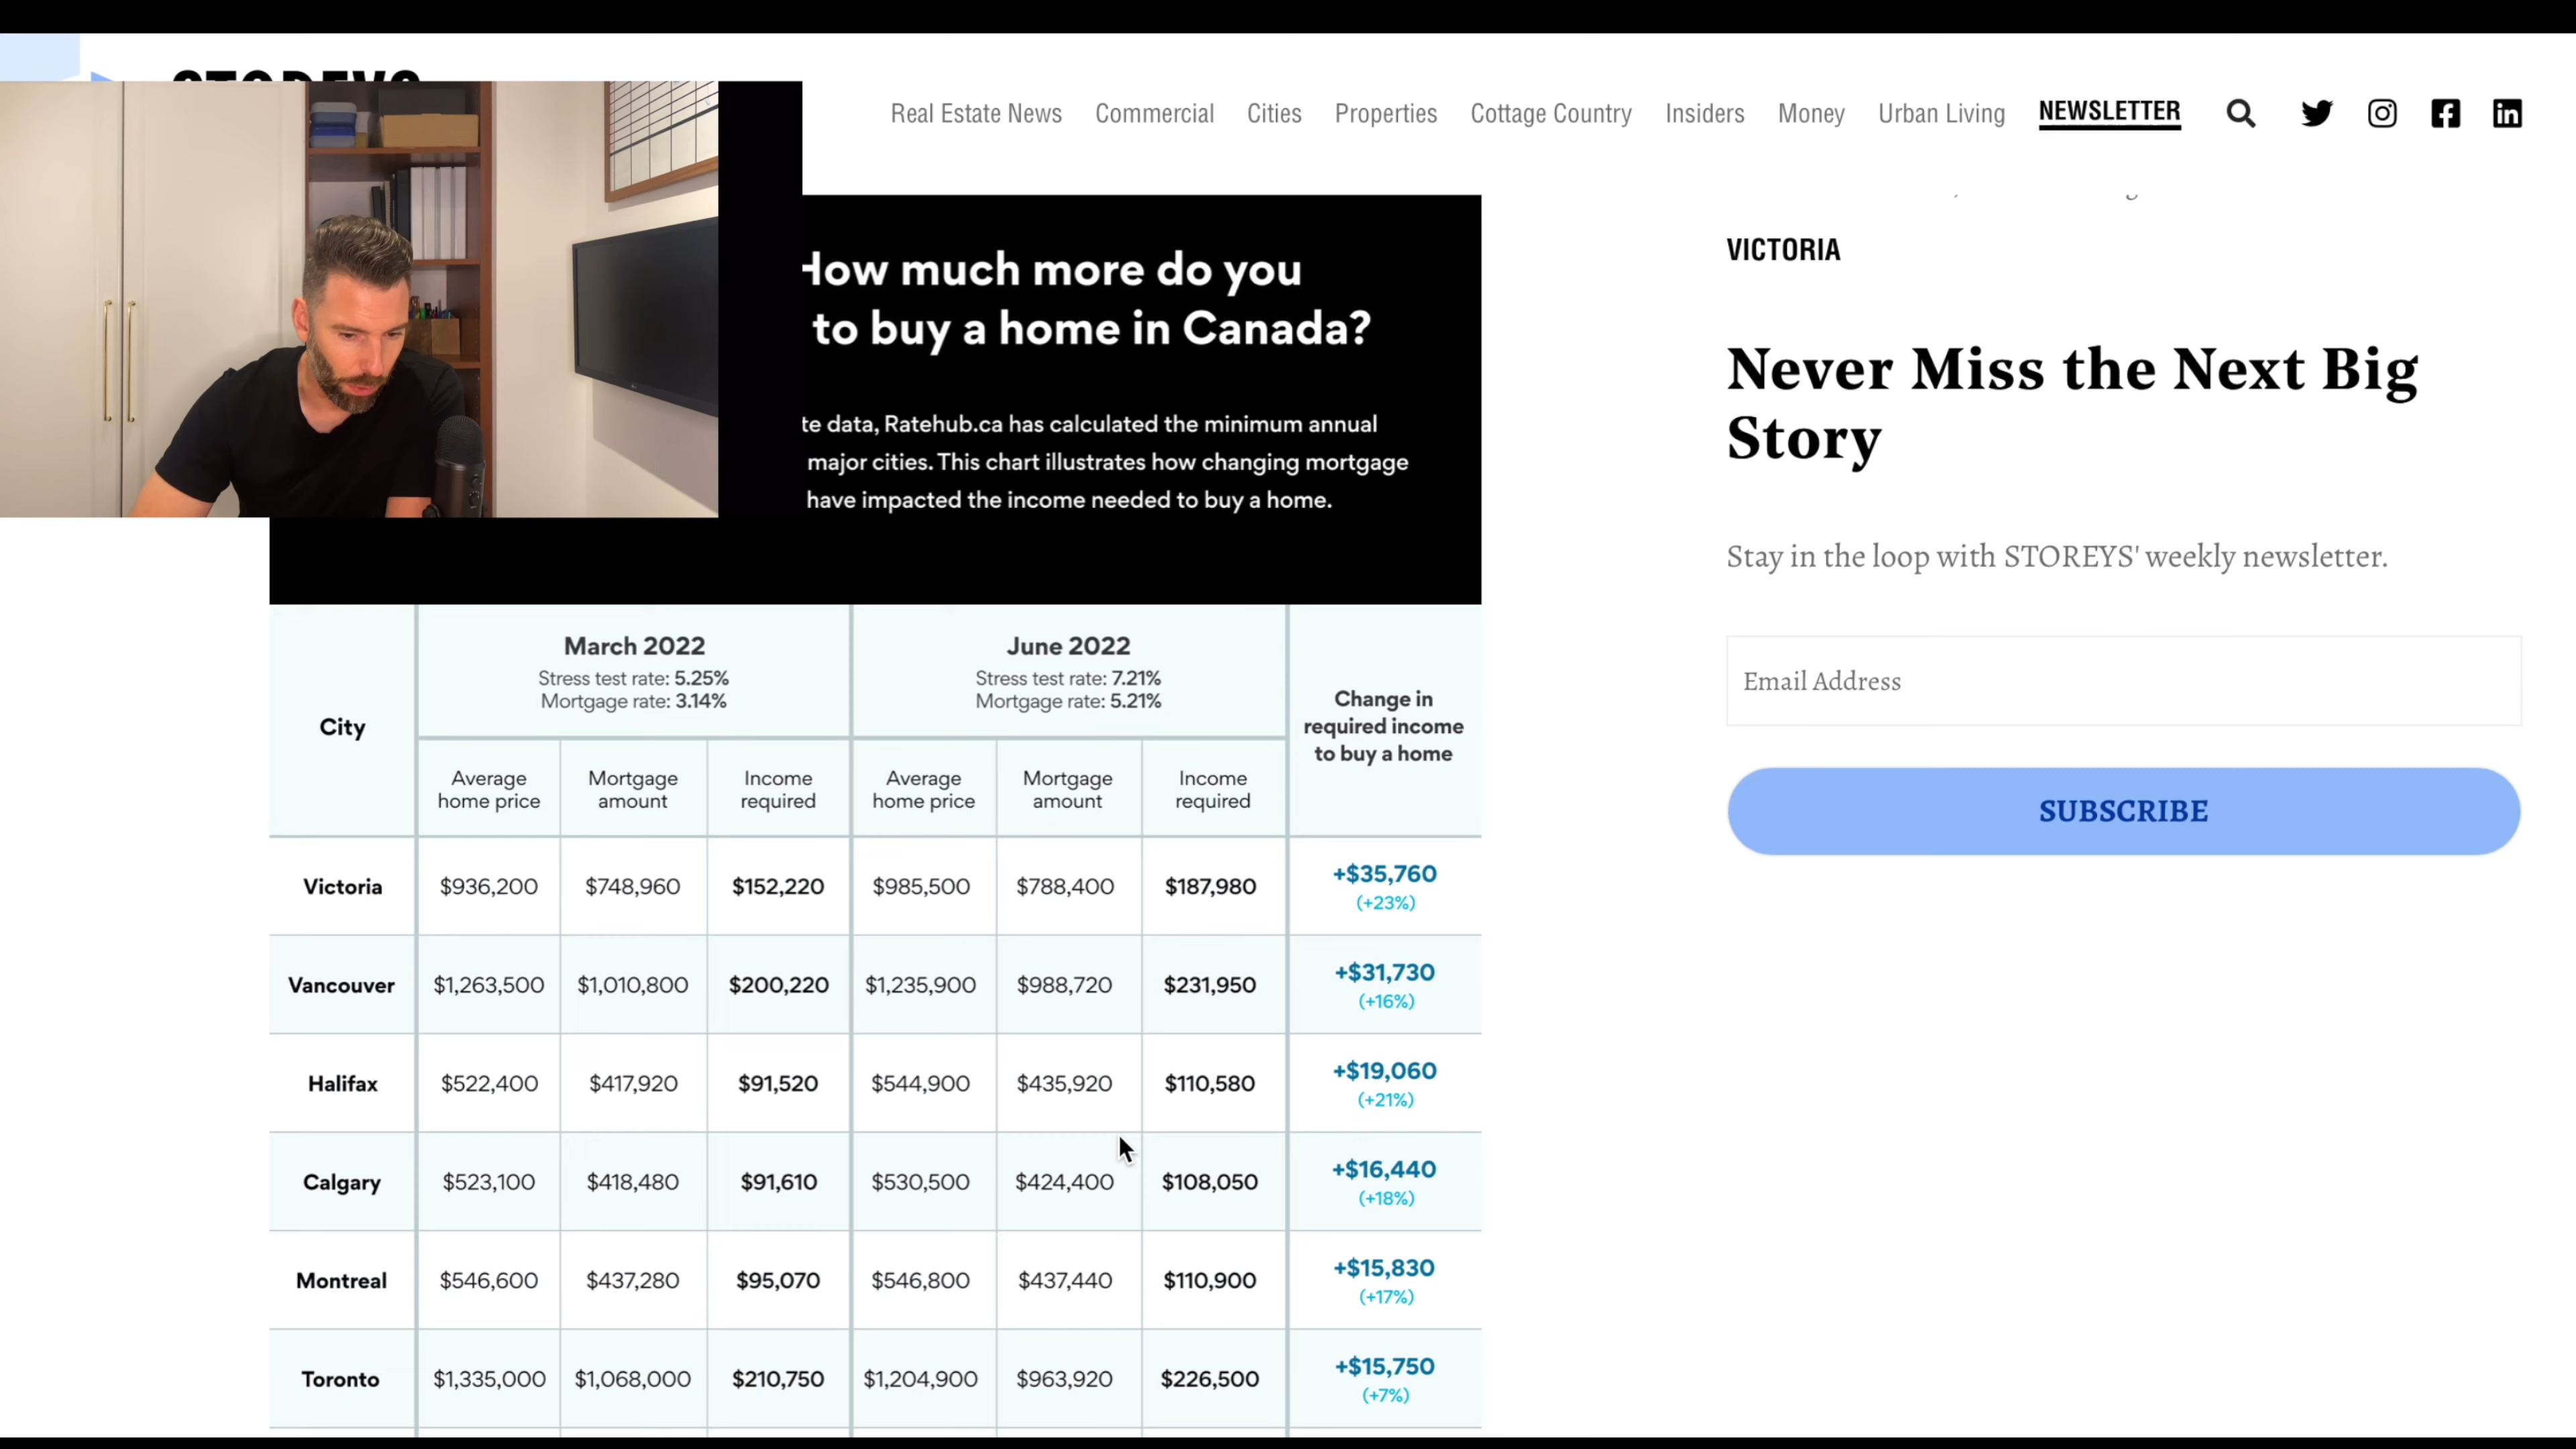 STOREYS
Real Estate News Commercial Cities Properties Cottage Country Insiders Money Urban Living NEWSLETTER
How much more do you
to buy a home in Canada?
te data, Ratehub.ca has calculated the minimum annual
major cities. This chart illustrates how changing mortgage
have impacted the income needed to buy a home.
City
March 2022
Stress test rate: 5.25%
Mortgage rate: 3.14%
June 2022
Stress test rate: 7.21%
Mortgage rate: 5.21%
Change in
required income
to buy a home
Average Mortgage Income Average Mortgage Income
home price amount required home price amount required
Victoria $936,200 $748,960 $152,220 $985,500 $788,400 $187,980 +$35,760
(+23%)
Vancouver $1,263,500 $1,010,800 $200,220 $1,235,900 $988,720 $231,950 +$31,730
(+16%)
Halifax $522,400 $417,920 $91,520 $544,900 $435,920 $110,580 +$19,060
(+21%)
Calgary $523,100 $418,480 $91,610 $530,500 $424,400 $108,050 +$16,440
(+18%)
Montreal $546,600 $437,280 $95,070 $546,800 $437,440 $110,900 +$15,830
(+17%)
Toronto $1,335,000 $1,068,000 $210,750 $1,204,900 $963,920 $226,500 +$15,750
(+7%)
VICTORIA
Never Miss the Next Big
Story
Stay in the loop with STOREYS' weekly newsletter.
Email Address
SUBSCRIBE